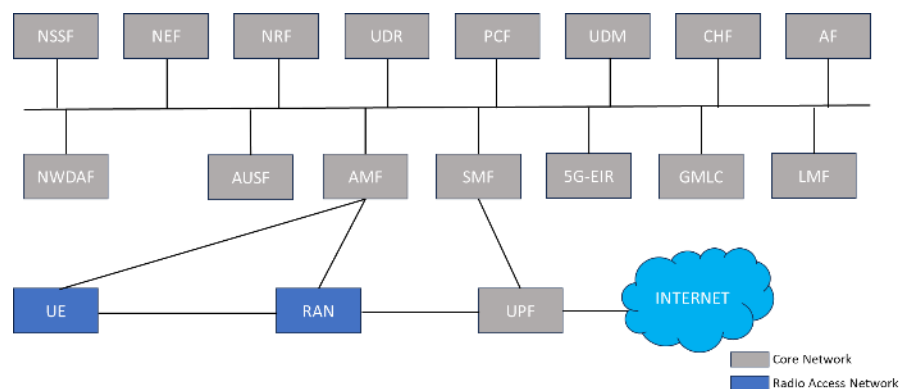 NSSF
NEF
NRF
UDR
PCF
UDM
CHF
AF
NWDAF
AUSF
AMF
SMF
5G-EIR
GMLC
LMF
UE
RAN
UPF
INTERNET
Core Network
Radio Access Network